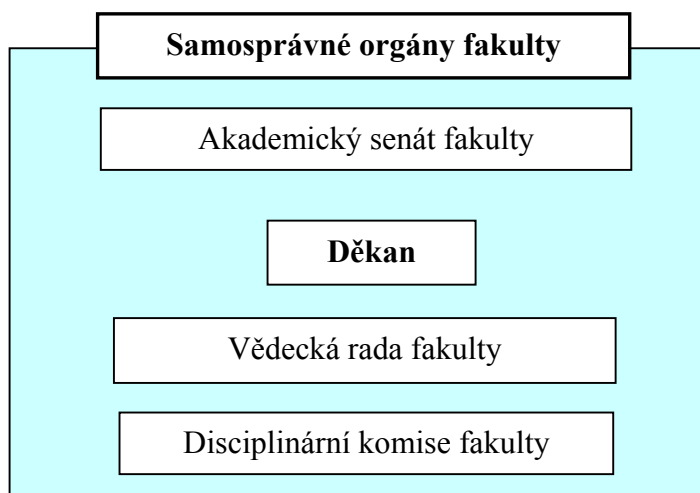 Samosprávné orgány fakulty
Akademický senát fakulty
Děkan
Vědecká rada fakulty
Disciplinární komise fakulty